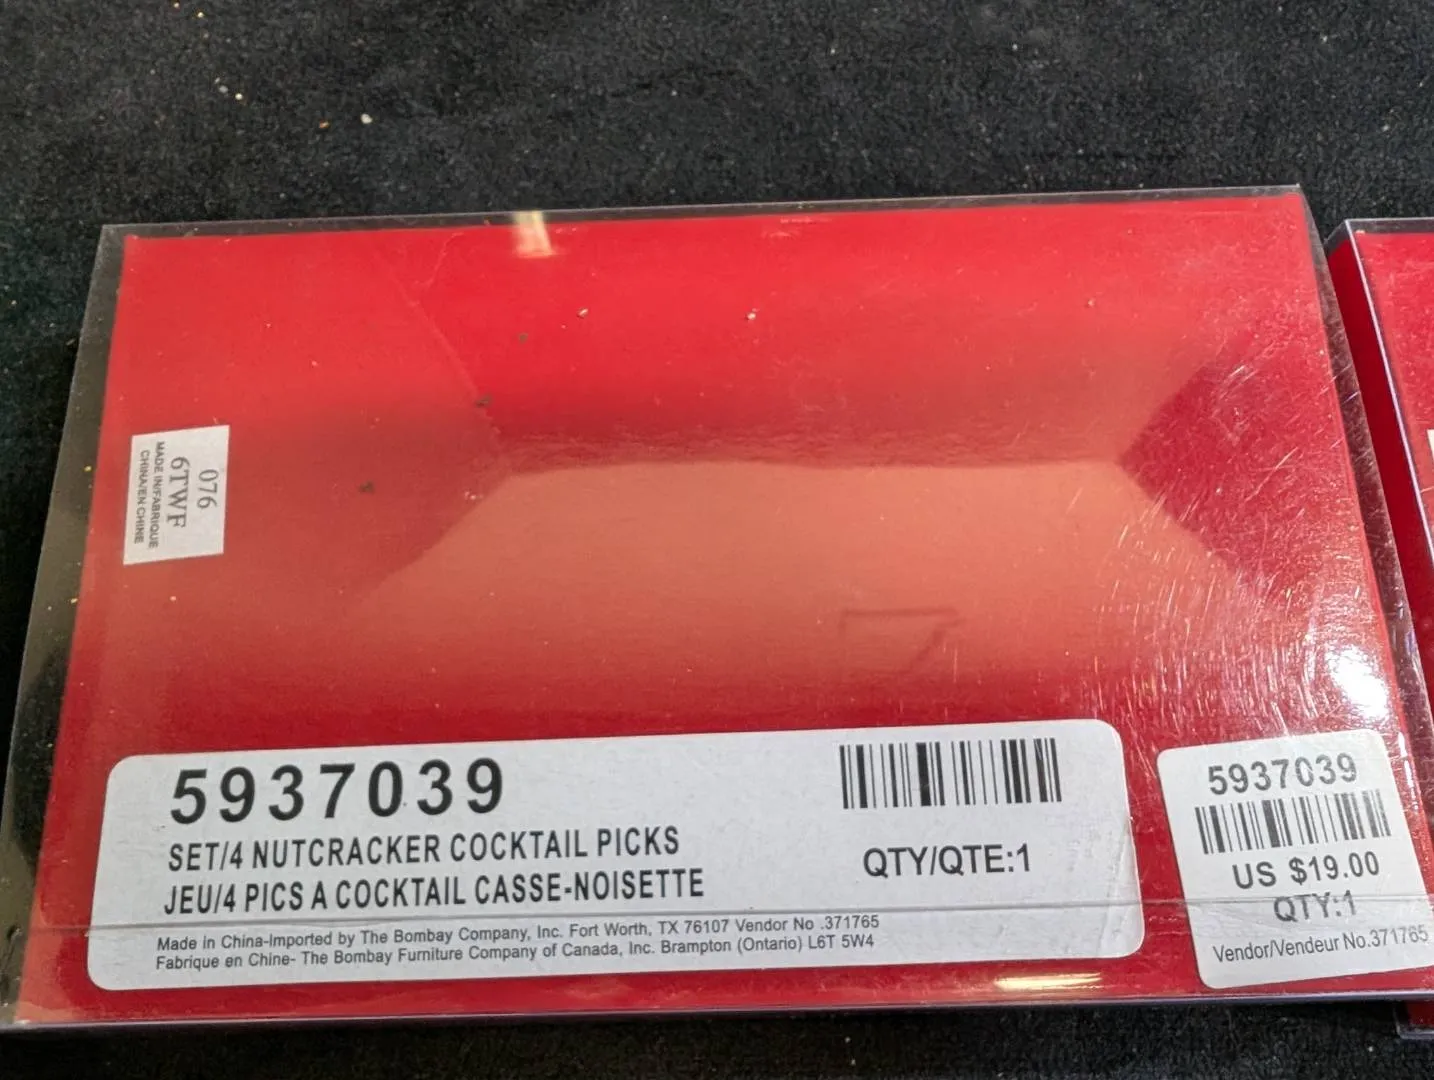 076
6TWF
MADE IN/FABRIQUE
CHINA/EN CHINE
5937039
SET/4 NUTCRACKER COCKTAIL PICKS
JEU/4 PICS A COCKTAIL CASSE-NOISETTE
QTY/QTE:1
Made in China-Imported by The Bombay Company, Inc. Fort Worth, TX 76107 Vendor No .371765
Fabrique en Chine- The Bombay Furniture Company of Canada, Inc. Brampton (Ontario) L6T 5W4
5937039
US $19.00
QTY:1
Vendor/Vendeur No.371765